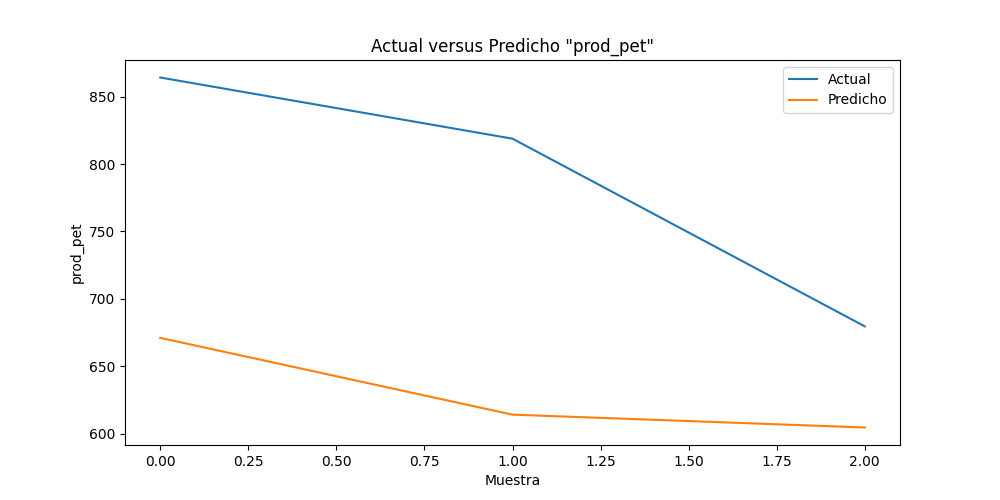 Actual versus Predicho "prod_pet"
Actual
Predicho
850
800
750
700
650
600
prod_pet
0.00 0.25 0.50 0.75 1.00 1.25 1.50 1.75 2.00
Muestra